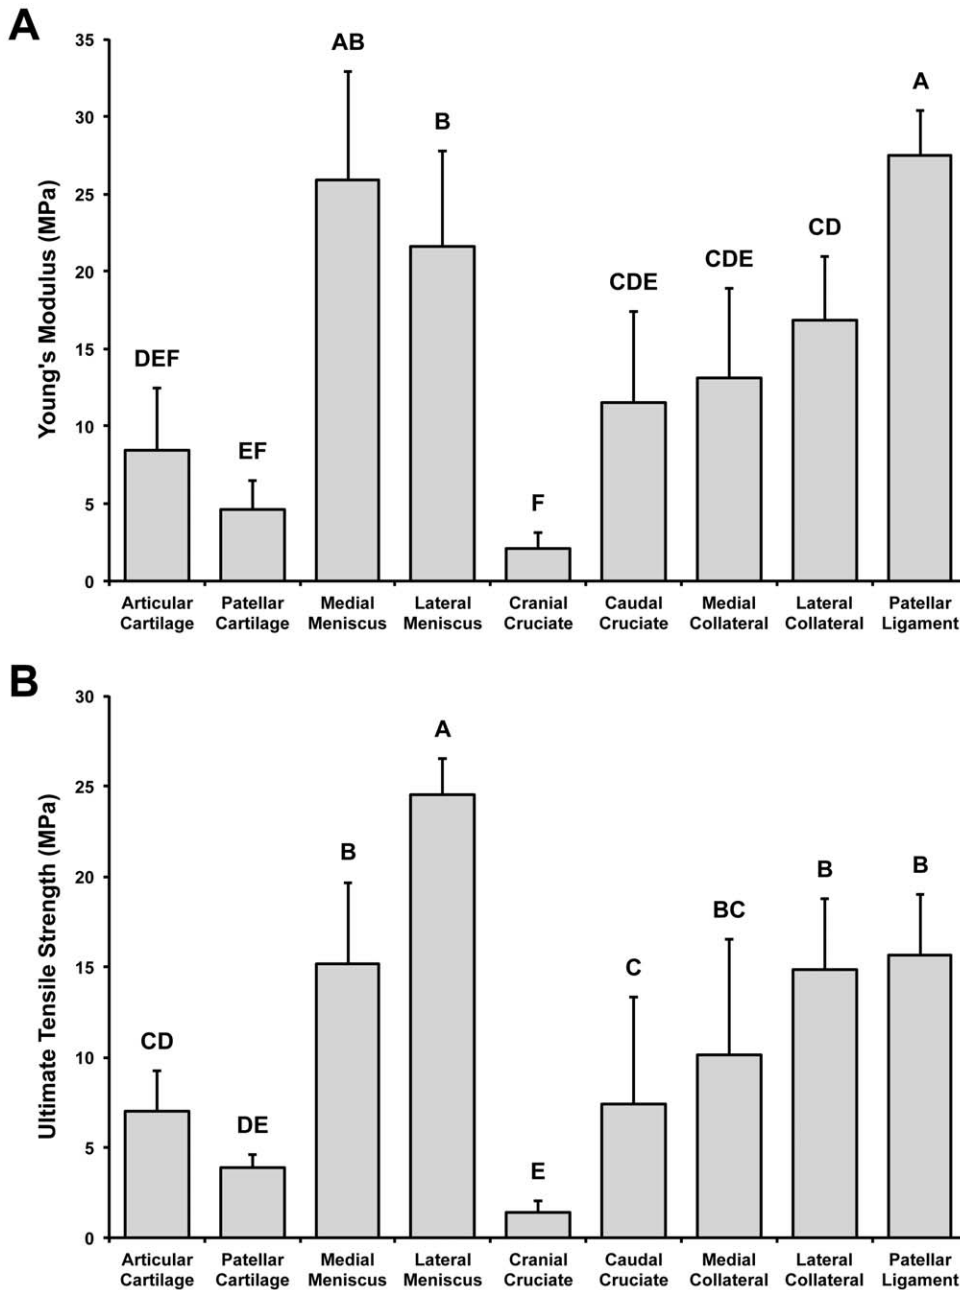 A
35
30
25
20
15
10
5
0
Young's Modulus (MPa)
DEF
EF
AB
B
F
CDE
CDE
CD
A
Articular Cartilage
Patellar Cartilage
Medial Meniscus
Lateral Meniscus
Cranial Cruciate
Caudal Cruciate
Medial Collateral
Lateral Collateral
Patellar Ligament
B
30
25
20
15
10
5
0
Ultimate Tensile Strength (MPa)
CD
DE
B
A
E
C
BC
B
B
Articular Cartilage
Patellar Cartilage
Medial Meniscus
Lateral Meniscus
Cranial Cruciate
Caudal Cruciate
Medial Collateral
Lateral Collateral
Patellar Ligament